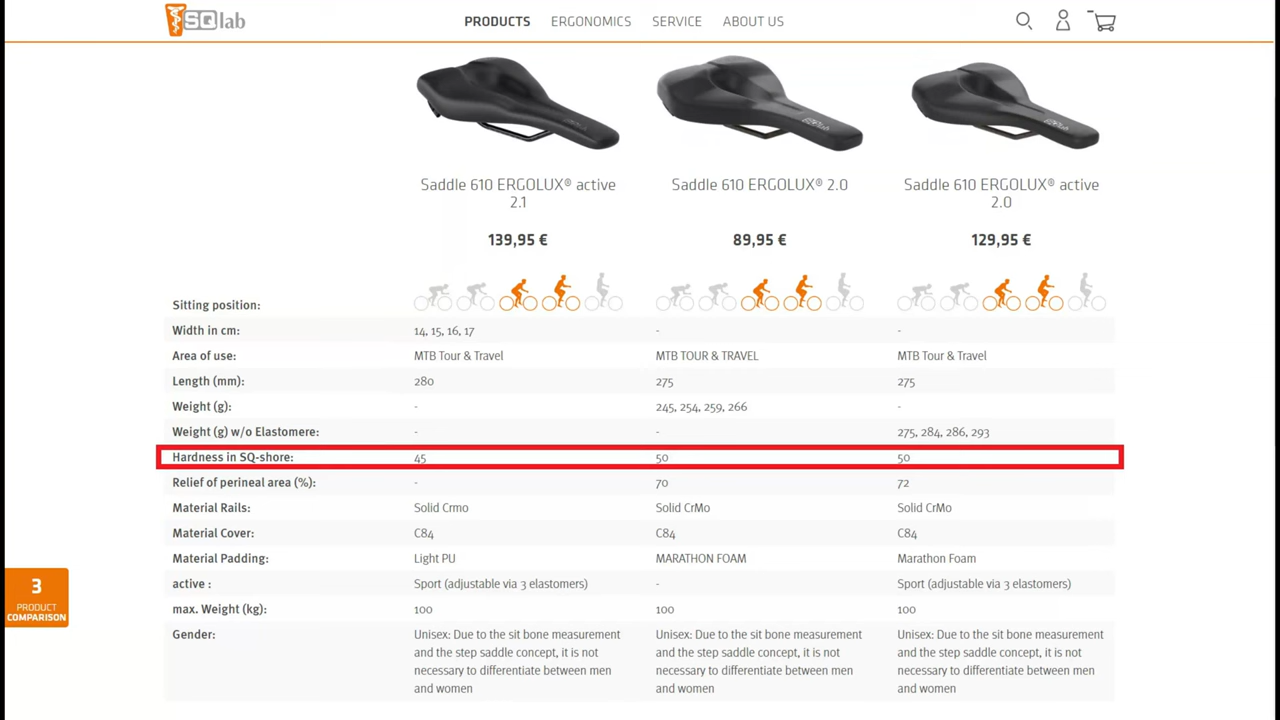 SQlab
PRODUCTS ERGONOMICS SERVICE ABOUT US
Saddle 610 ERGOLUX® active 2.1
Saddle 610 ERGOLUX® 2.0
Saddle 610 ERGOLUX® active 2.0
139,95 € 89,95 € 129,95 €
Sitting position:
Width in cm: 14, 15, 16, 17 - -
Area of use: MTB Tour & Travel MTB TOUR & TRAVEL MTB Tour & Travel
Length (mm): 280 275 275
Weight (g): - 245, 254, 259, 266 -
Weight (g) w/o Elastomere: - - 275, 284, 286, 293
Hardness in SQ-shore: 45 50 50
Relief of perineal area (%): - 70 72
Material Rails: Solid Crmo Solid CrMo Solid CrMo
Material Cover: C84 C84 C84
Material Padding: Light PU MARATHON FOAM Marathon Foam
active : Sport (adjustable via 3 elastomers) - Sport (adjustable via 3 elastomers)
max. Weight (kg): 100 100 100
Gender: Unisex: Due to the sit bone measurement Unisex: Due to the sit bone measurement Unisex: Due to the sit bone measurement
and the step saddle concept, it is not and the step saddle concept, it is not and the step saddle concept, it is not
necessary to differentiate between men necessary to differentiate between men necessary to differentiate between men
and women and women and women
3
PRODUCT
COMPARISON